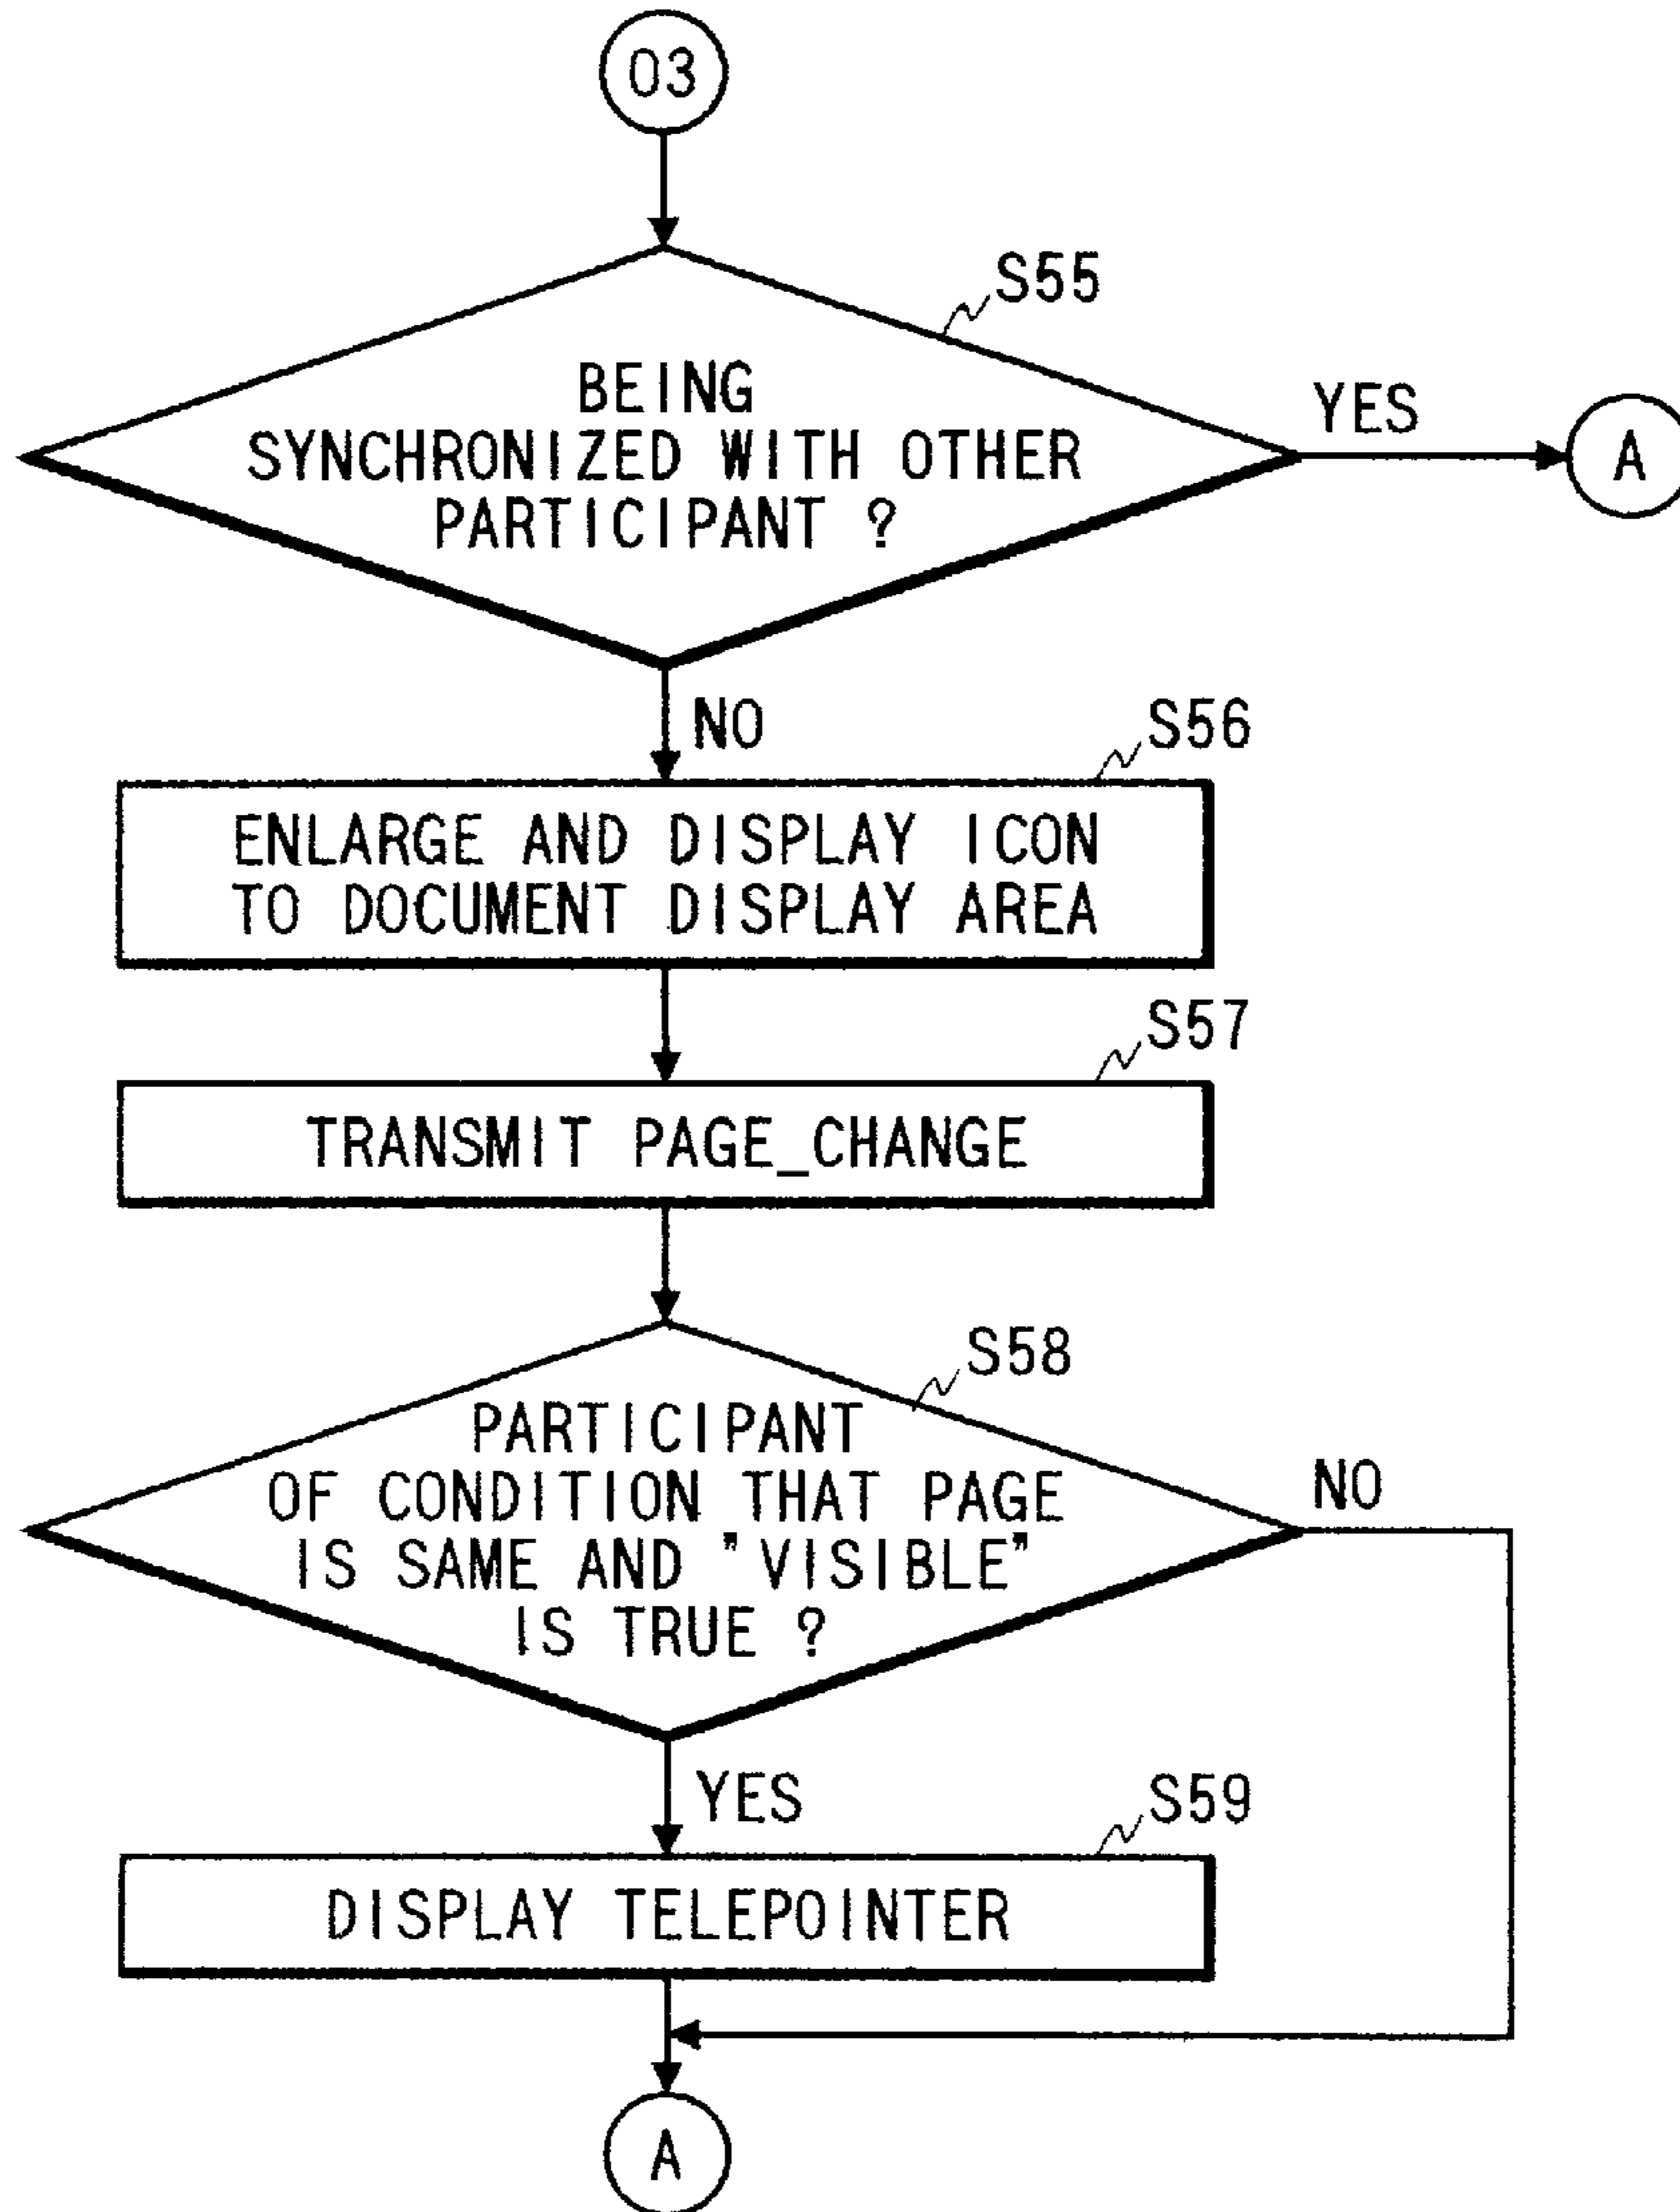 03
S55
BEING
SYNCHRONIZED WITH OTHER
PARTICIPANT ?
YES
A
NO
S56
ENLARGE AND DISPLAY ICON
TO DOCUMENT DISPLAY AREA
S57
TRANSMIT PAGE_CHANGE
S58
PARTICIPANT
OF CONDITION THAT PAGE
IS SAME AND "VISIBLE"
IS TRUE ?
NO
YES
S59
DISPLAY TELEPOINTER
A